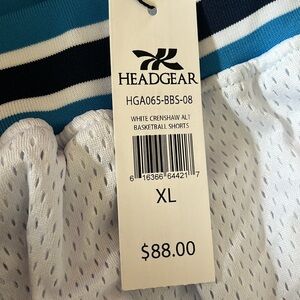 HEADGEAR
HGA065-BBS-08
WHITE CRENSHAW ALT
BASKETBALL SHORTS
6 16366 64421 7
XL
$88.00